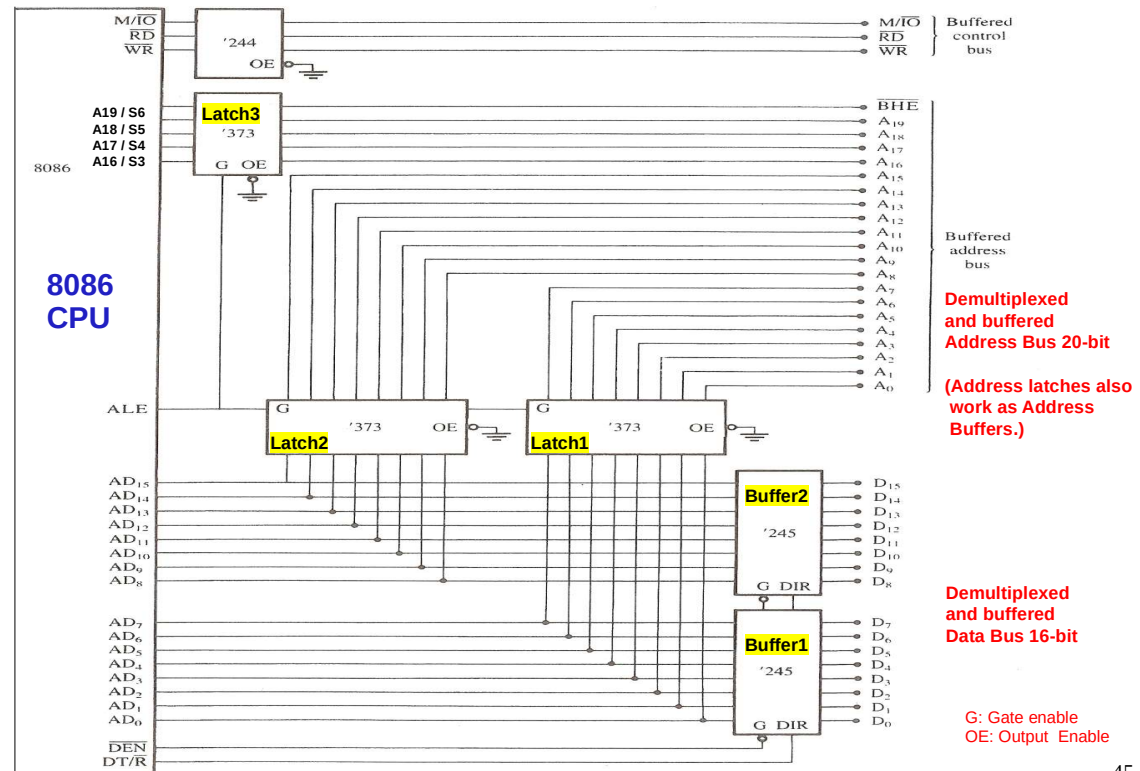 M/IO
RD
WR
'244
OE
M/IO
RD
WR
Buffered
control
bus
A19 / S6
A18 / S5
A17 / S4
A16 / S3
8086
Latch3
'373
G OE
BHE
A19
A18
A17
A16
A15
A14
A13
A12
A11
A10
A9
A8
A7
A6
A5
A4
A3
A2
A1
A0
Buffered
address
bus
8086
CPU
Demultiplexed
and buffered
Address Bus 20-bit
(Address latches also
work as Address
Buffers.)
ALE
G
'373
OE
Latch2
G
'373
OE
Latch1
AD15
AD14
AD13
AD12
AD11
AD10
AD9
AD8
Buffer2
'245
G DIR
D15
D14
D13
D12
D11
D10
D9
D8
Demultiplexed
and buffered
Data Bus 16-bit
AD7
AD6
AD5
AD4
AD3
AD2
AD1
AD0
Buffer1
'245
G DIR
D7
D6
D5
D4
D3
D2
D1
D0
DEN
DT/R
G: Gate enable
OE: Output Enable